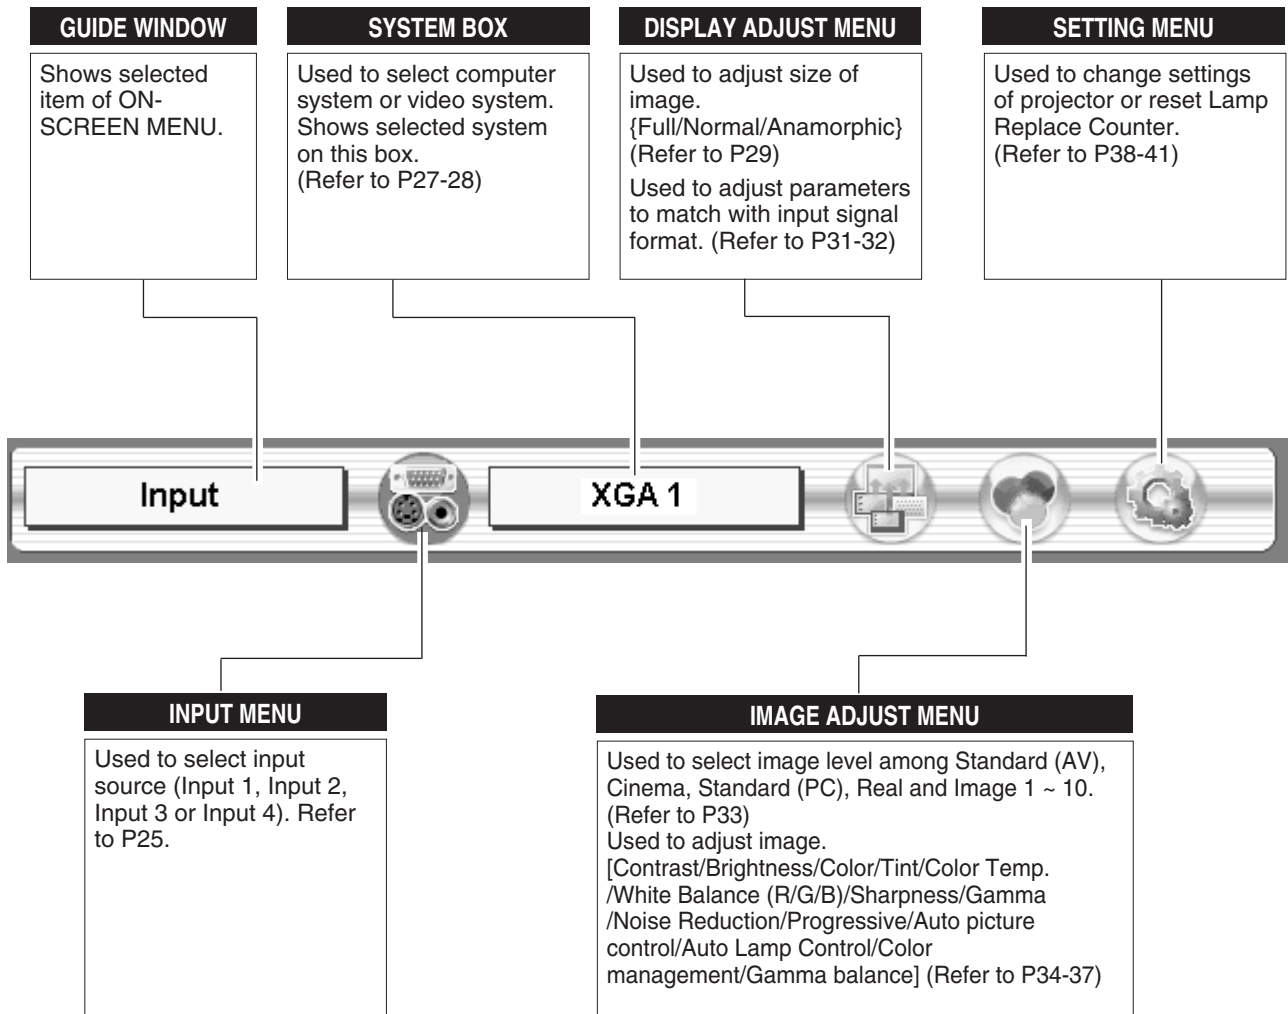 GUIDE WINDOW
Shows selected
item of ON-
SCREEN MENU.
SYSTEM BOX
Used to select computer
system or video system.
Shows selected system
on this box.
(Refer to P27-28)
DISPLAY ADJUST MENU
Used to adjust size of
image.
{Full/Normal/Anamorphic}
(Refer to P29)
Used to adjust parameters
to match with input signal
format. (Refer to P31-32)
SETTING MENU
Used to change settings
of projector or reset Lamp
Replace Counter.
(Refer to P38-41)
Input
XGA 1
INPUT MENU
Used to select input
source (Input 1, Input 2,
Input 3 or Input 4). Refer
to P25.
IMAGE ADJUST MENU
Used to select image level among Standard (AV),
Cinema, Standard (PC), Real and Image 1 ~ 10.
(Refer to P33)
Used to adjust image.
[Contrast/Brightness/Color/Tint/Color Temp.
/White Balance (R/G/B)/Sharpness/Gamma
/Noise Reduction/Progressive/Auto picture
control/Auto Lamp Control/Color
management/Gamma balance] (Refer to P34-37)